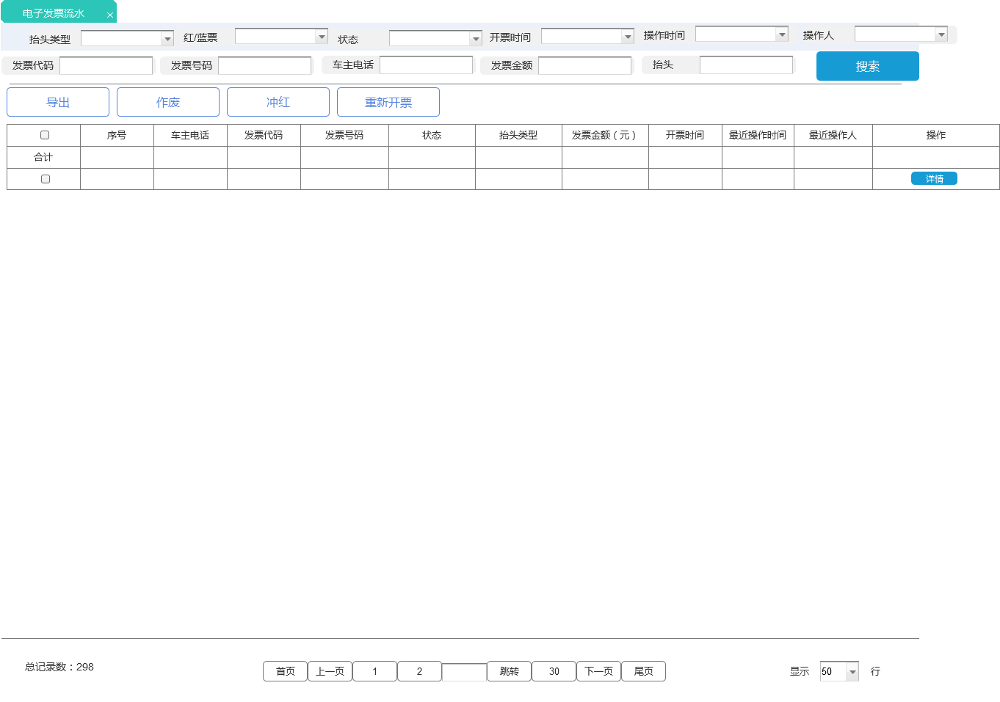 电子发票流水 ×
抬头类型 红/蓝票 状态 开票时间 操作时间 操作人
发票代码 发票号码 车主电话 发票金额 抬头 搜索
导出 作废 冲红 重新开票
序号 车主电话 发票代码 发票号码 状态 抬头类型 发票金额（元） 开票时间 最近操作时间 最近操作人 操作
合计
详情
总记录数：298 首页 上一页 1 2 跳转 30 下一页 尾页 显示 50 行